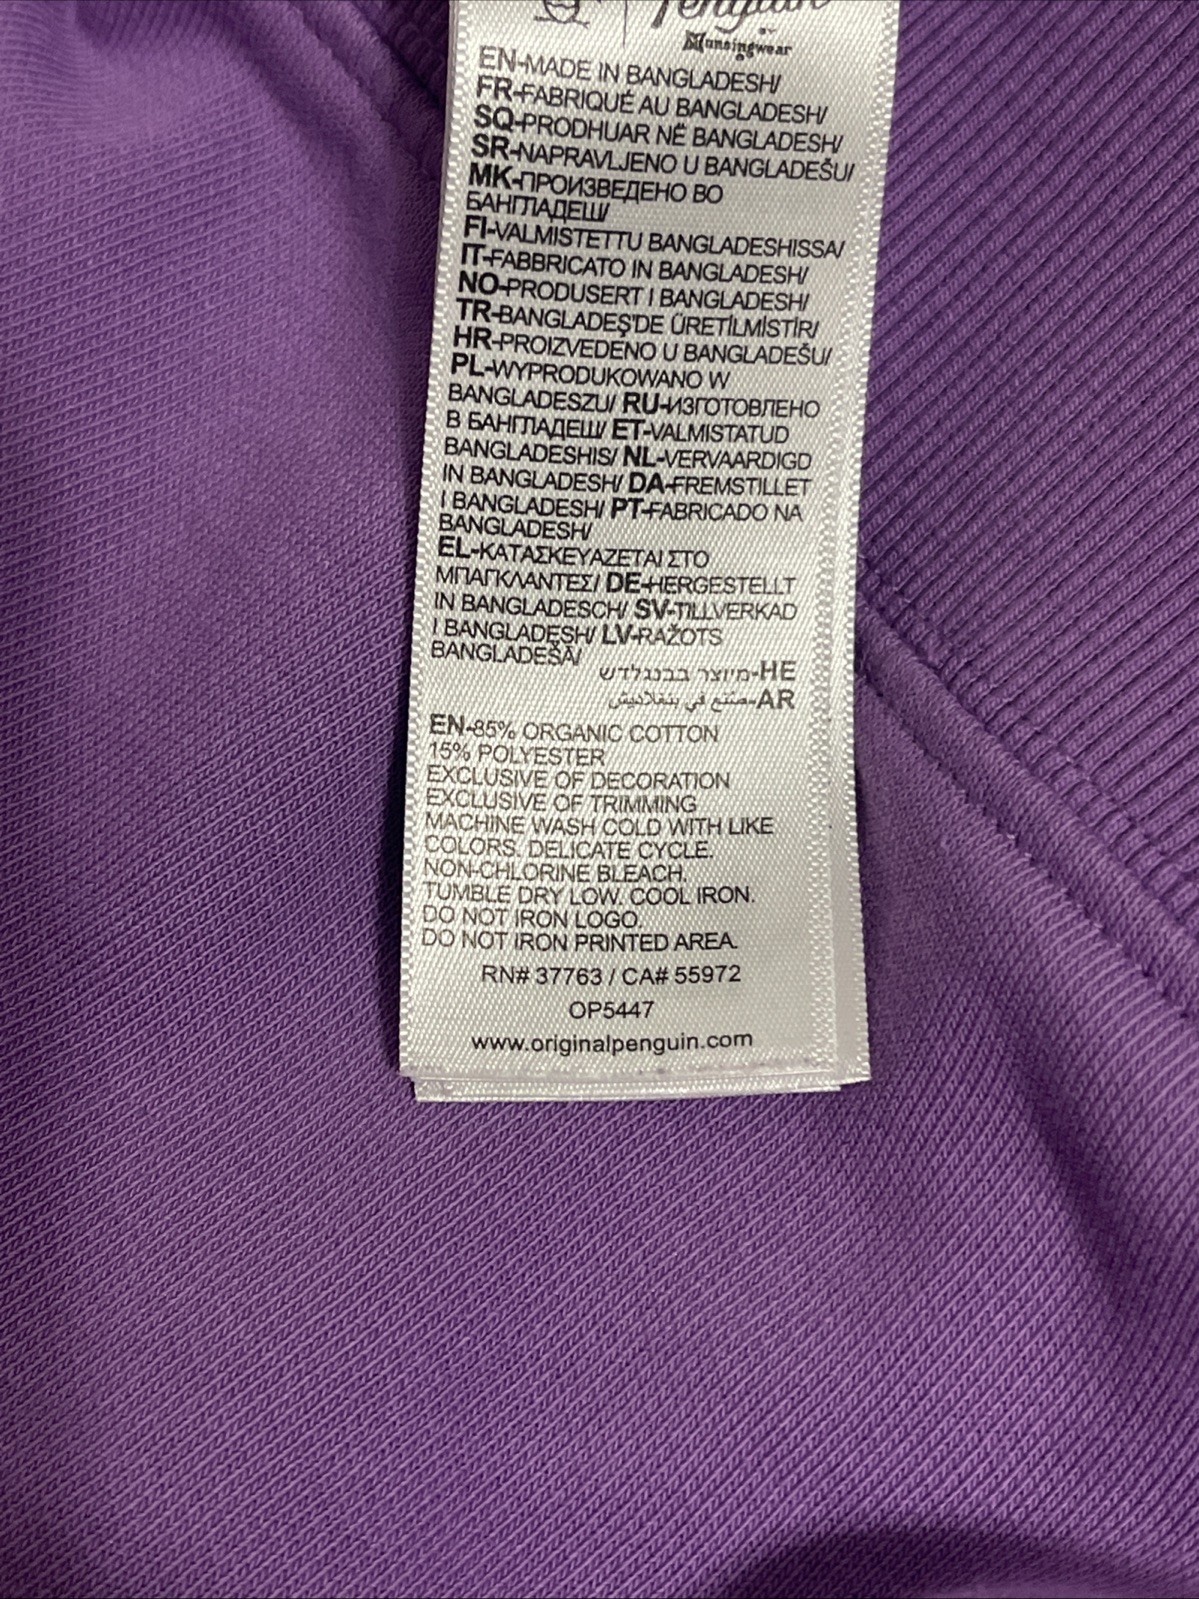 Penguin
Munsingwear
EN-MADE IN BANGLADESH/
FR-FABRIQUÉ AU BANGLADESH/
SQ-PRODHUAR NË BANGLADESH/
SR-NAPRAVLJENO U BANGLADEŠU/
MK-ПРОИЗВЕДЕНО ВО
БАНГЛАДЕШ/
FI-VALMISTETTU BANGLADESHISSA/
IT-FABBRICATO IN BANGLADESH/
NO-PRODUSERT I BANGLADESH/
TR-BANGLADEŞ'DE ÜRETİLMİSTİR/
HR-PROIZVEDENO U BANGLADEŠU/
PL-WYPRODUKOWANO W
BANGLADESZU/ RU-ИЗГОТОВЛЕНО
В БАНГЛАДЕШ/ ET-VALMISTATUD
BANGLADESHIS/ NL-VERVAARDIGD
IN BANGLADESH/ DA-FREMSTILLET
I BANGLADESH/ PT-FABRICADO NA
BANGLADESH/
EL-ΚΑΤΑΣΚΕΥΑΖΕΤΑΙ ΣΤΟ
ΜΠΑΓΚΛΑΝΤΕΣ/ DE-HERGESTELLT
IN BANGLADESCH/ SV-TILLVERKAD
I BANGLADESH/ LV-RAŽOTS
BANGLADEŠĀ/
HE-מיוצר בבנגלדש
AR-صنع في بنغلاديش
EN-85% ORGANIC COTTON
15% POLYESTER
EXCLUSIVE OF DECORATION
EXCLUSIVE OF TRIMMING
MACHINE WASH COLD WITH LIKE
COLORS. DELICATE CYCLE.
NON-CHLORINE BLEACH.
TUMBLE DRY LOW. COOL IRON.
DO NOT IRON LOGO.
DO NOT IRON PRINTED AREA.
RN# 37763 / CA# 55972
OP5447
www.originalpenguin.com